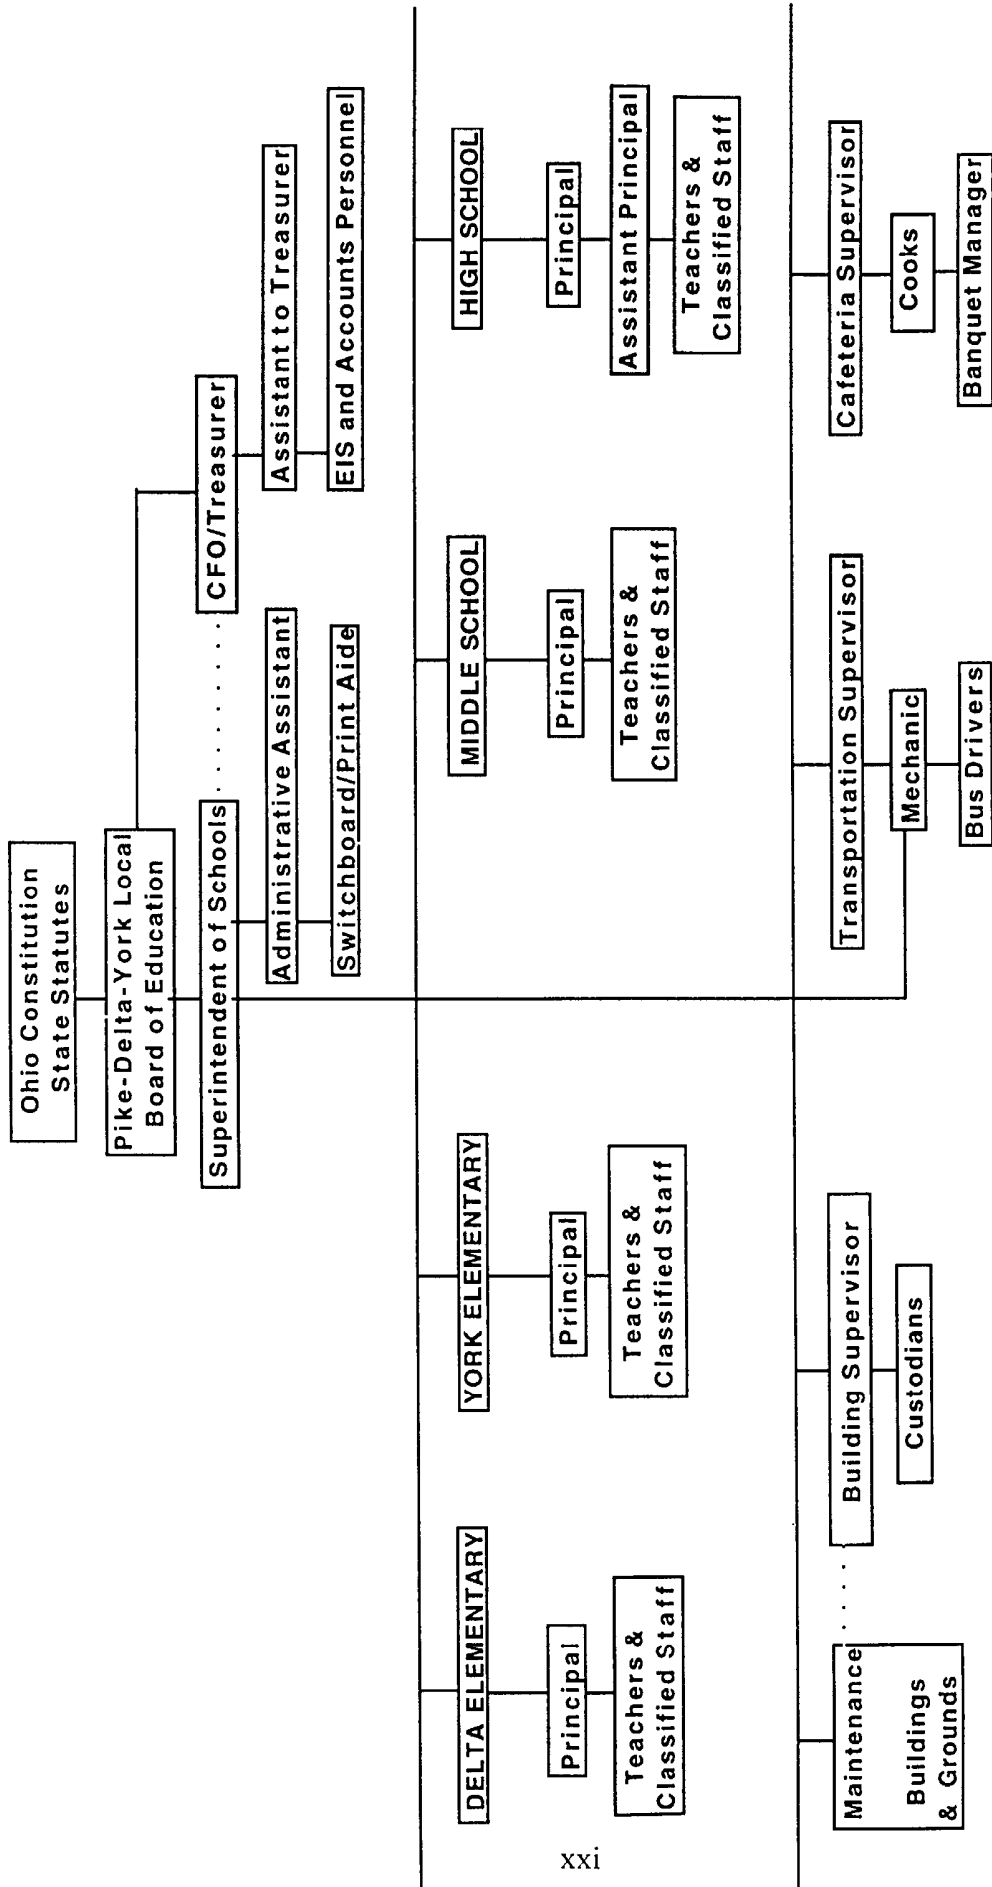 Ohio Constitution
State Statutes
Pike-Delta-York Local
Board of Education
Superintendent of Schools
CFO/Treasurer
Administrative Assistant
Assistant to Treasurer
Switchboard/Print Aide
EIS and Accounts Personnel
DELTA ELEMENTARY
YORK ELEMENTARY
MIDDLE SCHOOL
HIGH SCHOOL
Principal
Principal
Principal
Principal
Assistant Principal
Teachers &
Classified Staff
Teachers &
Classified Staff
Teachers &
Classified Staff
Teachers &
Classified Staff
Maintenance
Buildings
& Grounds
Building Supervisor
Custodians
Transportation Supervisor
Mechanic
Bus Drivers
Cafeteria Supervisor
Cooks
Banquet Manager
xxi